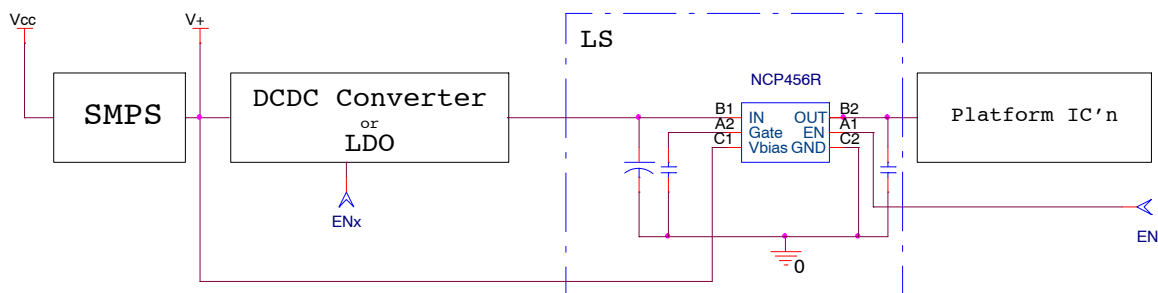 Vcc
V+
LS
NCP456R
SMPS
DCDC Converter
or
LDO
B1
A2
C1
IN
Gate
Vbias
OUT
EN
GND
B2
A1
C2
Platform IC'n
ENx
EN
0